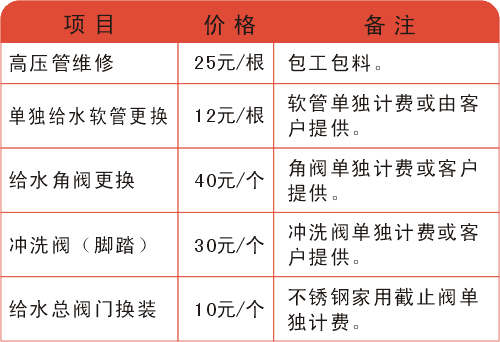 项目 价格 备注
高压管维修 25元/根 包工包料。
单独给水软管更换 12元/根 软管单独计费或由客
户提供。
给水角阀更换 40元/个 角阀单独计费或客户
提供。
冲洗阀（脚踏） 30元/个 冲洗阀单独计费或客
户提供。
给水总阀门换装 10元/个 不锈钢家用截止阀单
独计费。